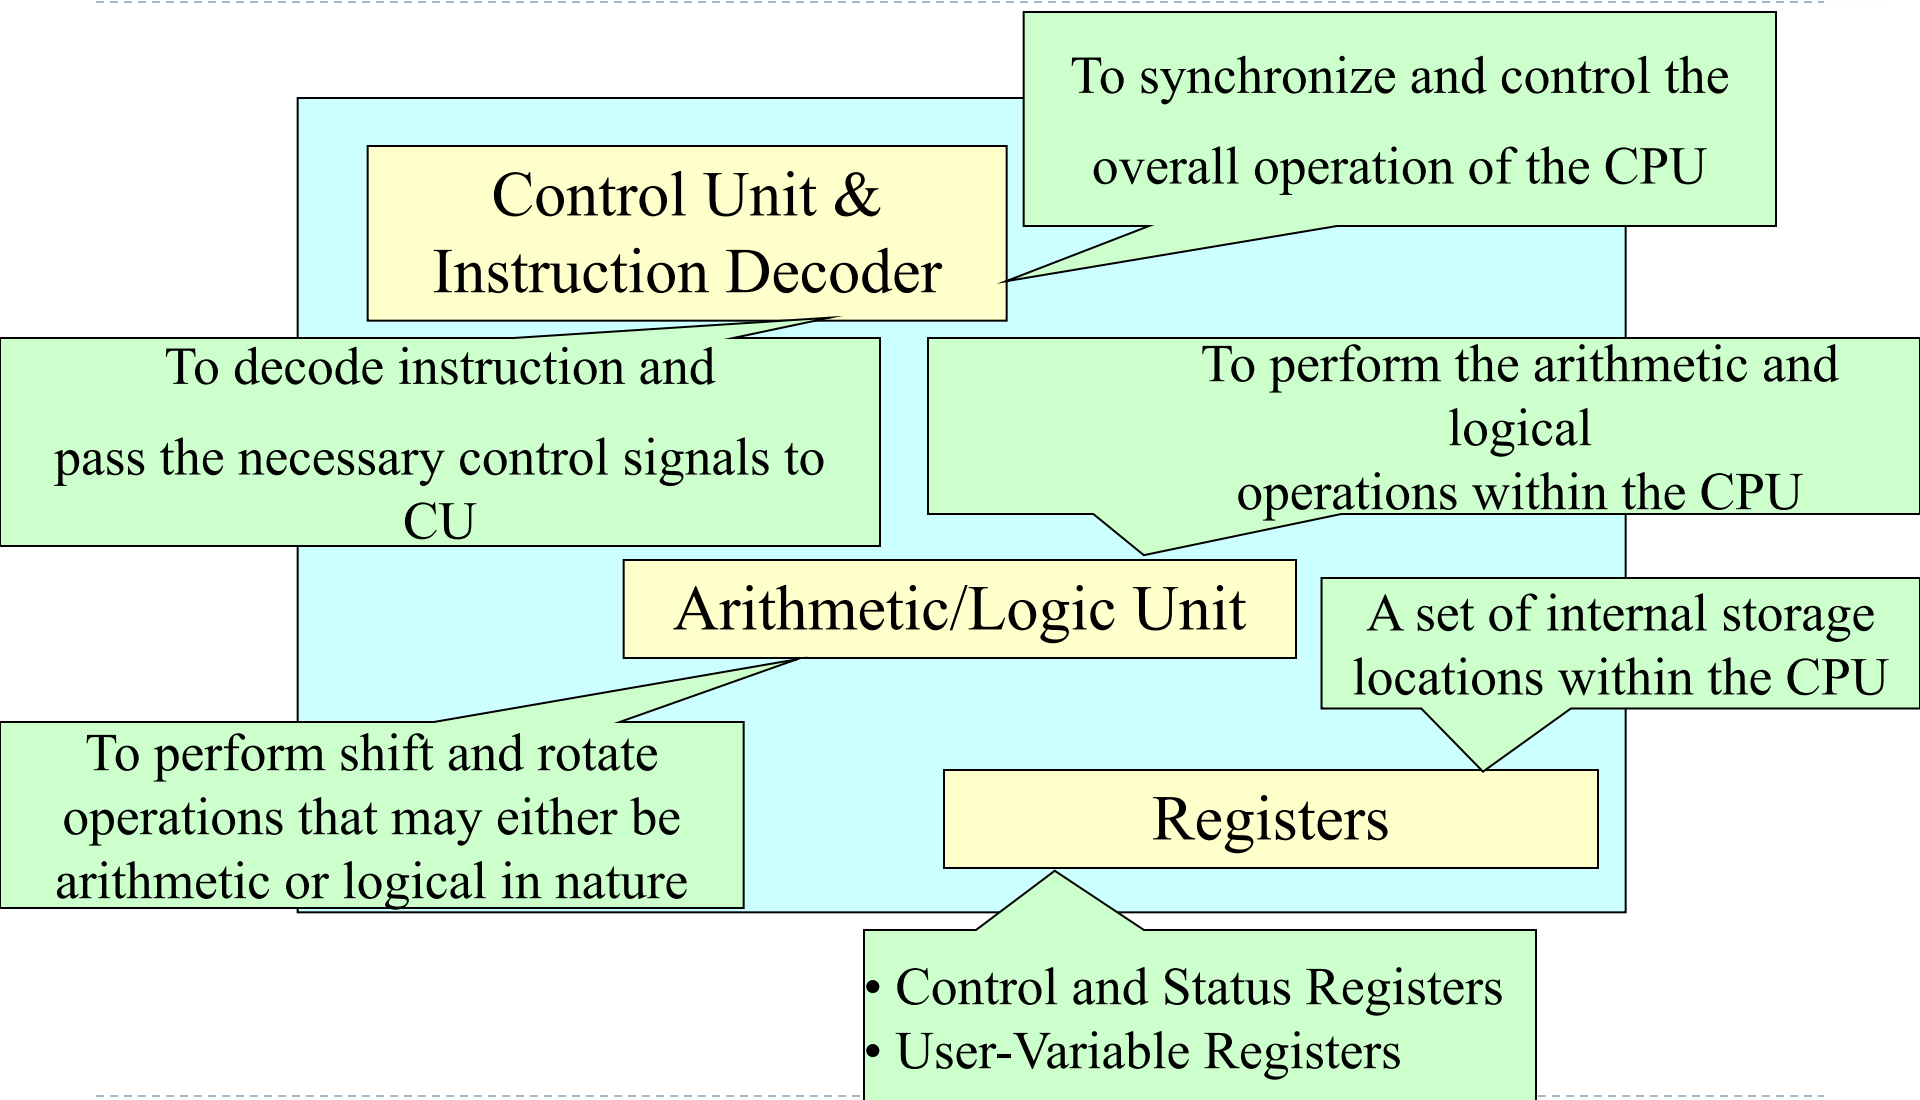 To synchronize and control the
overall operation of the CPU
Control Unit &
Instruction Decoder
To decode instruction and
pass the necessary control signals to
CU
To perform the arithmetic and
logical
operations within the CPU
Arithmetic/Logic Unit
A set of internal storage
locations within the CPU
To perform shift and rotate
operations that may either be
arithmetic or logical in nature
Registers
• Control and Status Registers
• User-Variable Registers